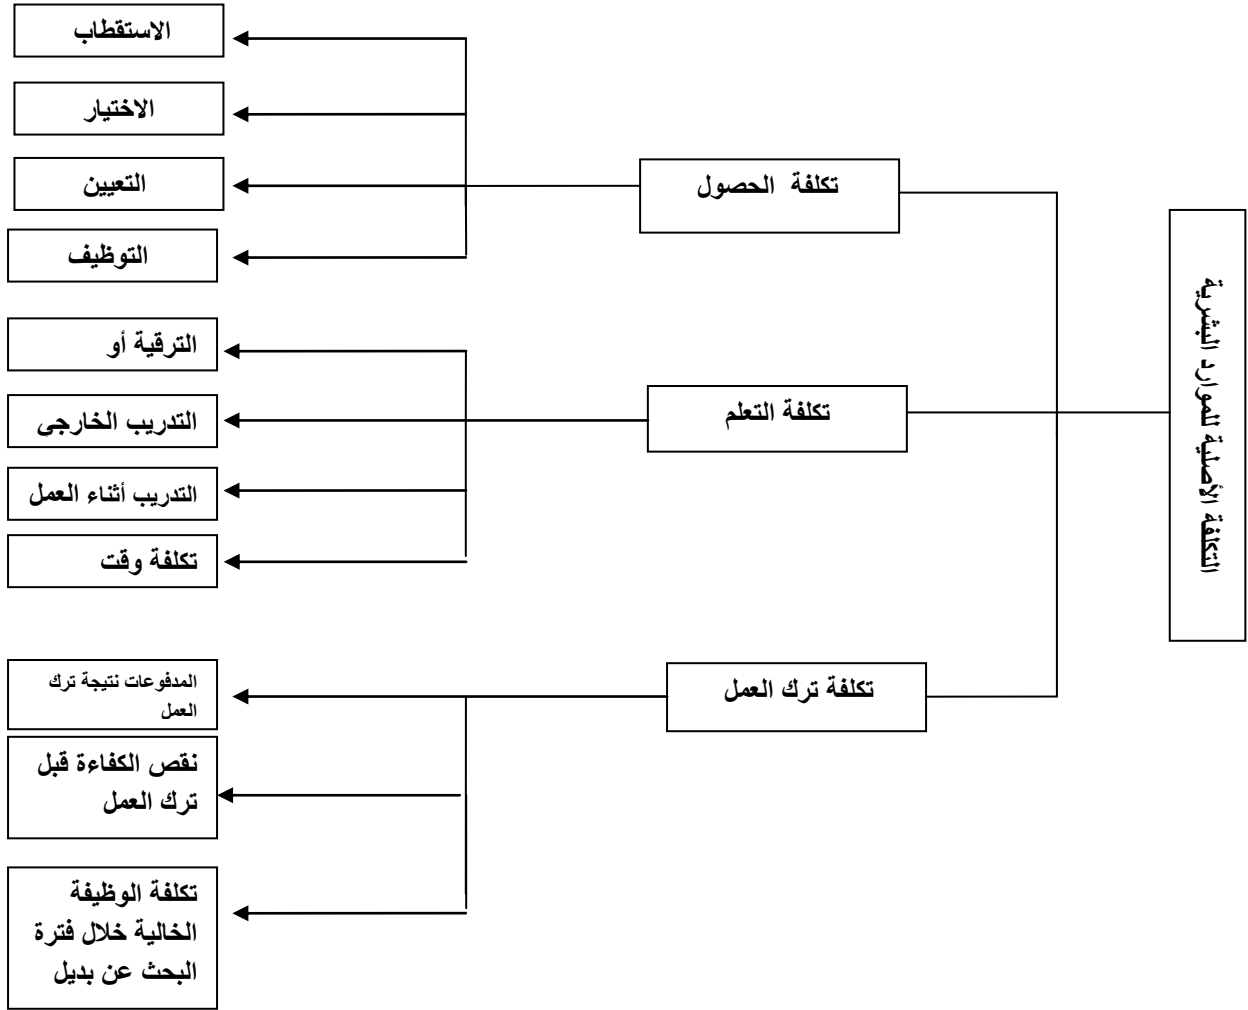 التكلفة الأصلية للموارد البشرية
تكلفة الحصول
الاستقطاب
الاختيار
التعيين
التوظيف
تكلفة التعلم
الترقية أو
التدريب الخارجى
التدريب أثناء العمل
تكلفة وقت
تكلفة ترك العمل
المدفوعات نتيجة ترك
العمل
نقص الكفاءة قبل
ترك العمل
تكلفة الوظيفة
الخالية خلال فترة
البحث عن بديل